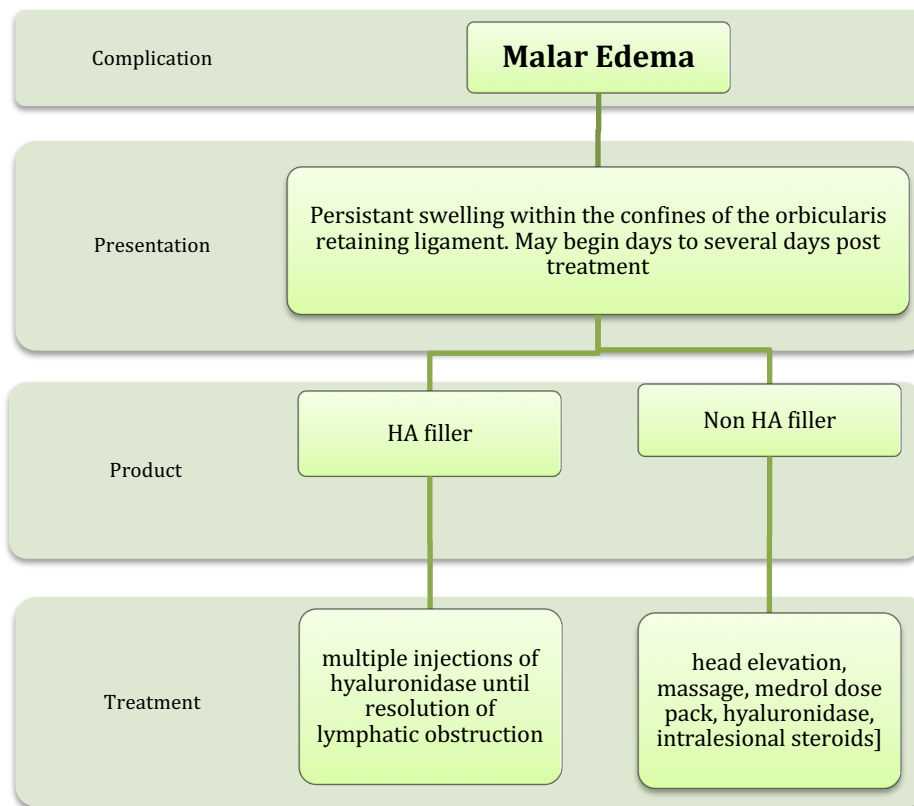 Complication
Malar Edema
Presentation
Persistant swelling within the confines of the orbicularis
retaining ligament. May begin days to several days post
treatment
Product
HA filler
Non HA filler
Treatment
multiple injections of
hyaluronidase until
resolution of
lymphatic obstruction
head elevation,
massage, medrol dose
pack, hyaluronidase,
intralesional steroids]